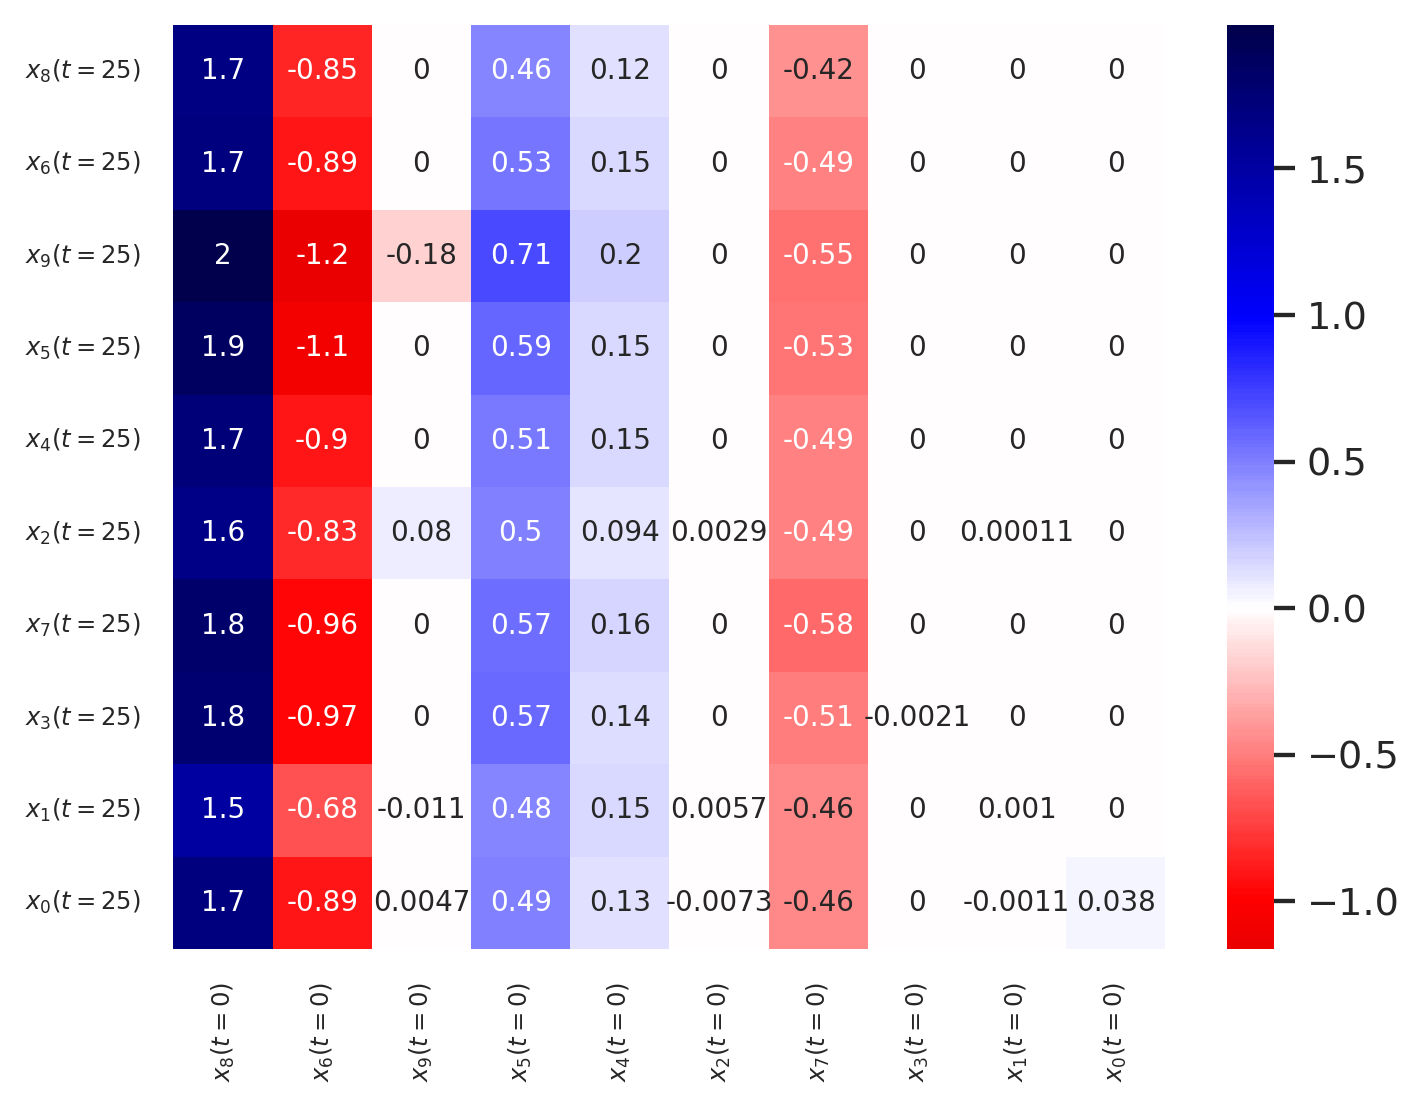 x₈(t = 25) 1.7 -0.85 0 0.46 0.12 0 -0.42 0 0 0
x₆(t = 25) 1.7 -0.89 0 0.53 0.15 0 -0.49 0 0 0
x₉(t = 25) 2 -1.2 -0.18 0.71 0.2 0 -0.55 0 0 0
x₅(t = 25) 1.9 -1.1 0 0.59 0.15 0 -0.53 0 0 0
x₄(t = 25) 1.7 -0.9 0 0.51 0.15 0 -0.49 0 0 0
x₂(t = 25) 1.6 -0.83 0.08 0.5 0.094 0.0029 -0.49 0 0.00011 0
x₇(t = 25) 1.8 -0.96 0 0.57 0.16 0 -0.58 0 0 0
x₃(t = 25) 1.8 -0.97 0 0.57 0.14 0 -0.51 -0.0021 0 0
x₁(t = 25) 1.5 -0.68 -0.011 0.48 0.15 0.0057 -0.46 0 0.001 0
x₀(t = 25) 1.7 -0.89 0.0047 0.49 0.13 -0.0073 -0.46 0 -0.0011 0.038
x₈(t = 0) x₆(t = 0) x₉(t = 0) x₅(t = 0) x₄(t = 0) x₂(t = 0) x₇(t = 0) x₃(t = 0) x₁(t = 0) x₀(t = 0)
1.5
1.0
0.5
0.0
−0.5
−1.0